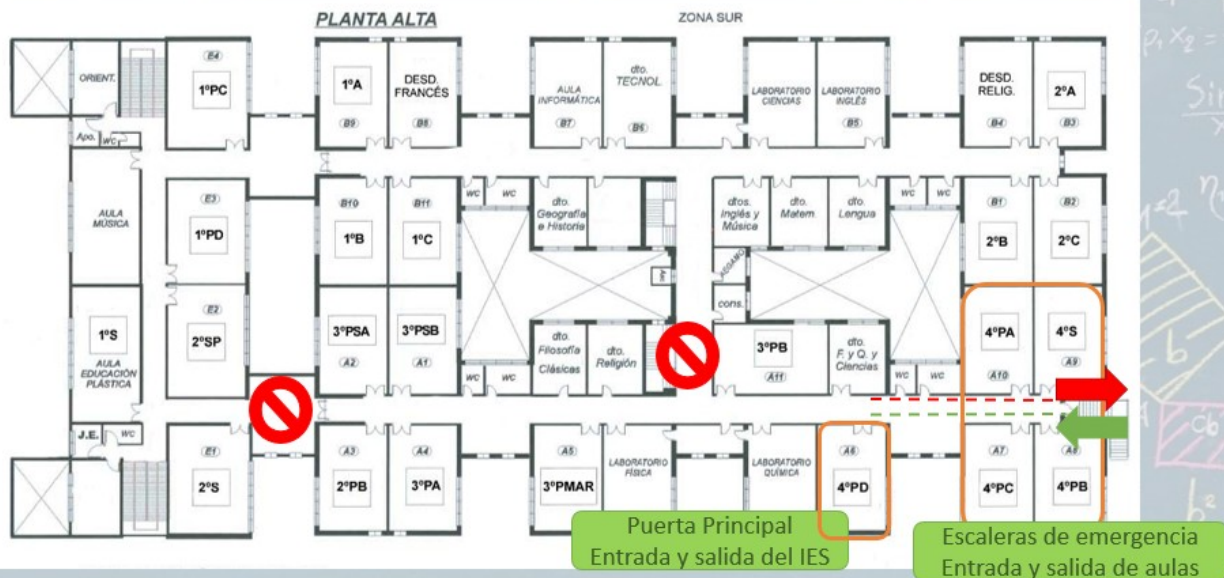 PLANTA ALTA
ZONA SUR
ORIENT.
E4
1ºPC
1ºA
B9
DESD.
FRANCÉS
B8
AULA
INFORMÁTICA
B7
dto.
TECNOL.
B6
LABORATORIO
CIENCIAS
LABORATORIO
INGLÉS
B5
DESD.
RELIG.
B4
2ºA
B3
Apo.
WC
AULA
MÚSICA
E3
1ºPD
B10
1ºB
B11
1ºC
WC
WC
dto.
Geografía
e Historia
dtos.
Inglés y
Música
dto.
Matem.
dto.
Lengua
WC
WC
B1
2ºB
B2
2ºC
cons.
1ºS
AULA
EDUCACIÓN
PLÁSTICA
E2
2ºSP
3ºPSA
A2
3ºPSB
A1
WC
WC
dto.
Filosofía
Clásicas
dto.
Religión
3ºPB
A11
dto.
F. y Q. y
Ciencias
WC
WC
4ºPA
A10
4ºS
A9
J.E.
WC
E1
2ºS
A3
2ºPB
A4
3ºPA
A5
3ºPMAR
LABORATORIO
FÍSICA
LABORATORIO
QUÍMICA
A6
4ºPD
A7
4ºPC
A8
4ºPB
Puerta Principal
Entrada y salida del IES
Escaleras de emergencia
Entrada y salida de aulas